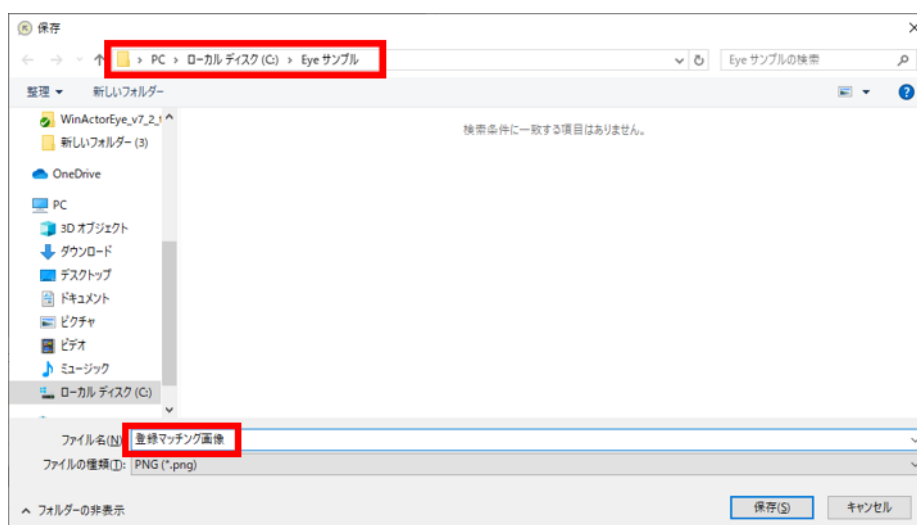 保存
PC › ローカル ディスク (C:) › Eye サンプル
Eye サンプルの検索
整理 新しいフォルダー
WinActorEye_v7_2_
新しいフォルダー (3)
OneDrive
PC
3D オブジェクト
ダウンロード
デスクトップ
ドキュメント
ピクチャ
ビデオ
ミュージック
ローカル ディスク (C:)
検索条件に一致する項目はありません。
ファイル名(N): 登録マッチング画像
ファイルの種類(T): PNG (*.png)
フォルダーの非表示
保存(S) キャンセル